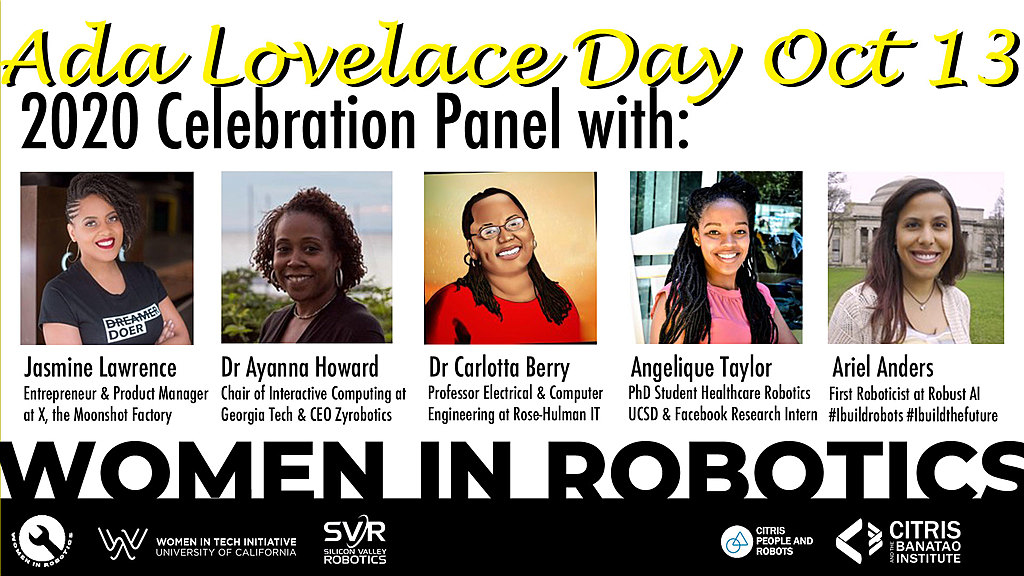 Ada Lovelace Day Oct 13
2020 Celebration Panel with:
DREAMER
DOER
Jasmine Lawrence
Entrepreneur & Product Manager
at X, the Moonshot Factory
Dr Ayanna Howard
Chair of Interactive Computing at
Georgia Tech & CEO Zyrobotics
Dr Carlotta Berry
Professor Electrical & Computer
Engineering at Rose-Hulman IT
Angelique Taylor
PhD Student Healthcare Robotics
UCSD & Facebook Research Intern
Ariel Anders
First Roboticist at Robust AI
#Ibuildrobots #Ibuildthefuture
WOMEN IN ROBOTICS
WOMEN IN ROBOTICS
WOMEN IN TECH INITIATIVE
UNIVERSITY OF CALIFORNIA
SVR
SILICON VALLEY
ROBOTICS
CITRIS
PEOPLE AND
ROBOTS
CITRIS
AND THE
BANATAO
INSTITUTE